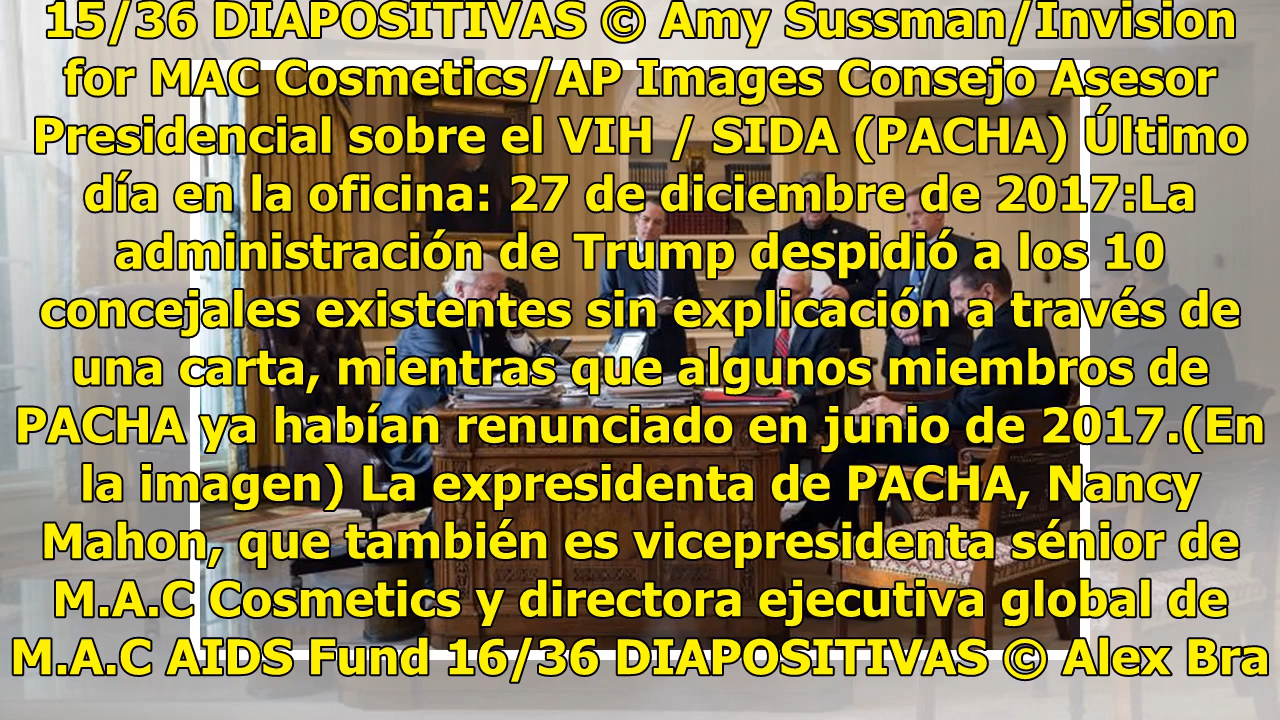 15/36 DIAPOSITIVAS © Amy Sussman/Invision
for MAC Cosmetics/AP Images Consejo Asesor
Presidencial sobre el VIH / SIDA (PACHA) Último
día en la oficina: 27 de diciembre de 2017:La
administración de Trump despidió a los 10
concejales existentes sin explicación a través de
una carta, mientras que algunos miembros de
PACHA ya habían renunciado en junio de 2017.(En
la imagen) La expresidenta de PACHA, Nancy
Mahon, que también es vicepresidenta sénior de
M.A.C Cosmetics y directora ejecutiva global de
M.A.C AIDS Fund 16/36 DIAPOSITIVAS © Alex Bra